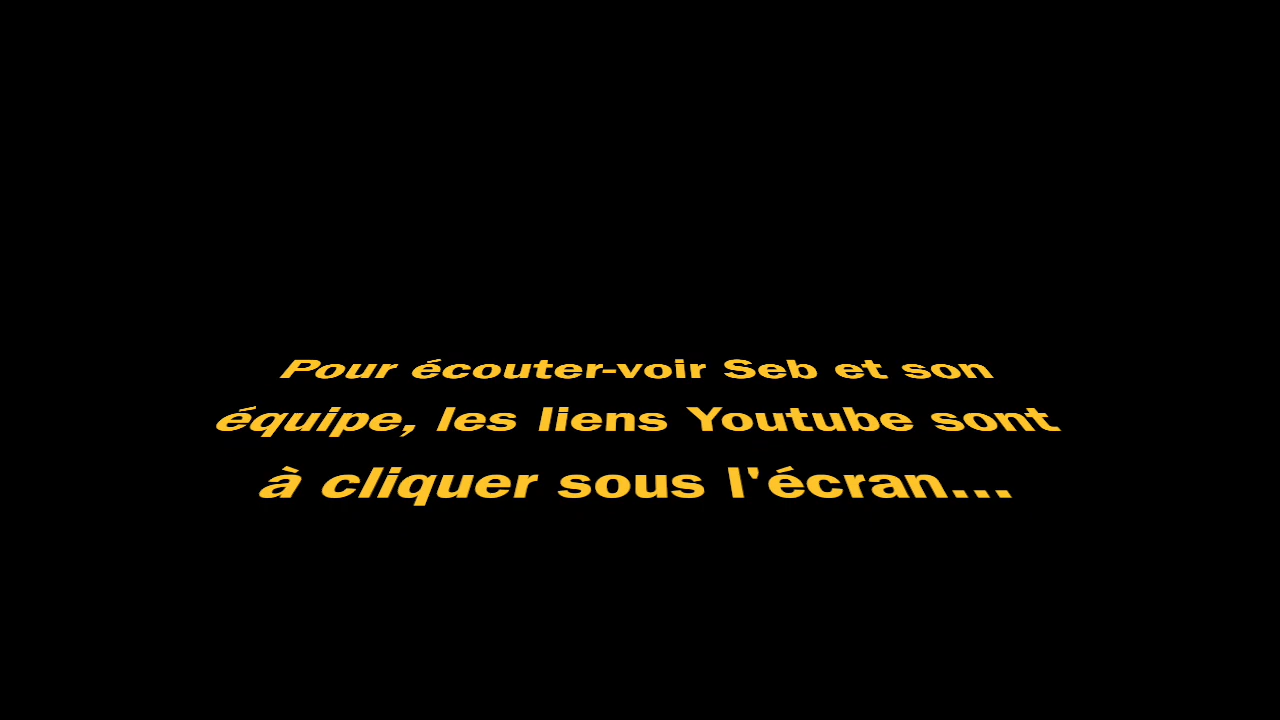 Pour écouter-voir Seb et son
équipe, les liens Youtube sont
à cliquer sous l'écran...